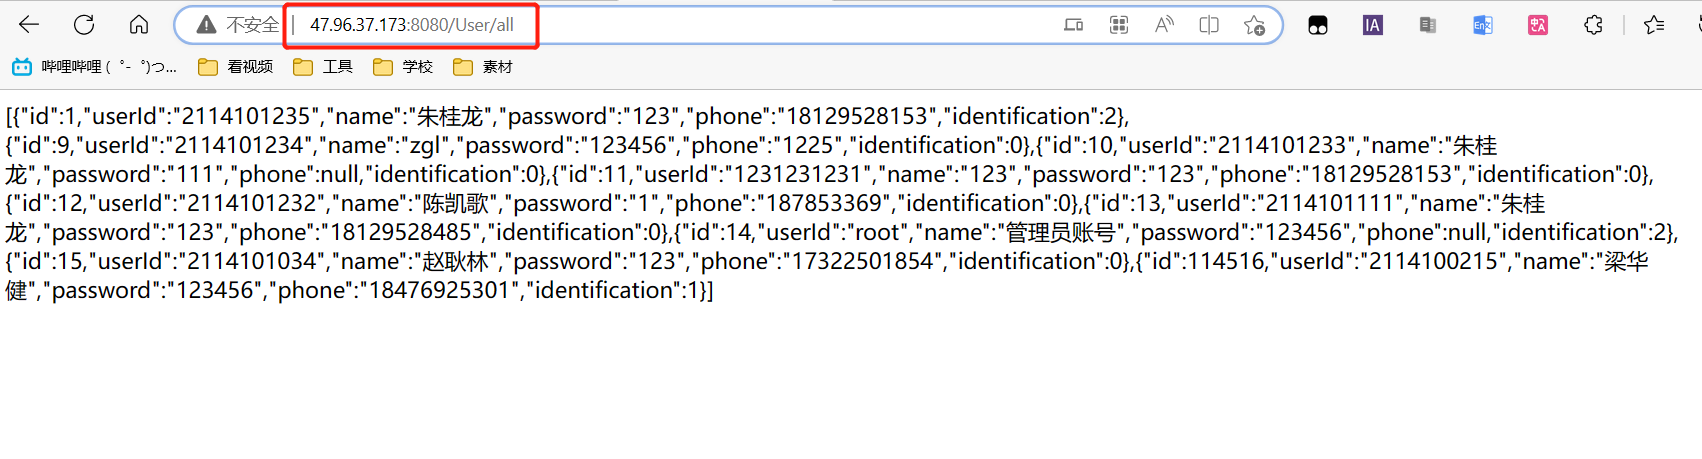 不安全 47.96.37.173:8080/User/all
哔哩哔哩 ( ゜- ゜)つ... 看视频 工具 学校 素材
[{"id":1,"userId":"2114101235","name":"朱桂龙","password":"123","phone":"18129528153","identification":2},
{"id":9,"userId":"2114101234","name":"zgl","password":"123456","phone":"1225","identification":0},{"id":10,"userId":"2114101233","name":"朱桂
龙","password":"111","phone":null,"identification":0},{"id":11,"userId":"1231231231","name":"123","password":"123","phone":"18129528153","identification":0},
{"id":12,"userId":"2114101232","name":"陈凯歌","password":"1","phone":"187853369","identification":0},{"id":13,"userId":"2114101111","name":"朱桂
龙","password":"123","phone":"18129528485","identification":0},{"id":14,"userId":"root","name":"管理员账号","password":"123456","phone":null,"identification":2},
{"id":15,"userId":"2114101034","name":"赵耿林","password":"123","phone":"17322501854","identification":0},{"id":114516,"userId":"2114100215","name":"梁华
健","password":"123456","phone":"18476925301","identification":1}]